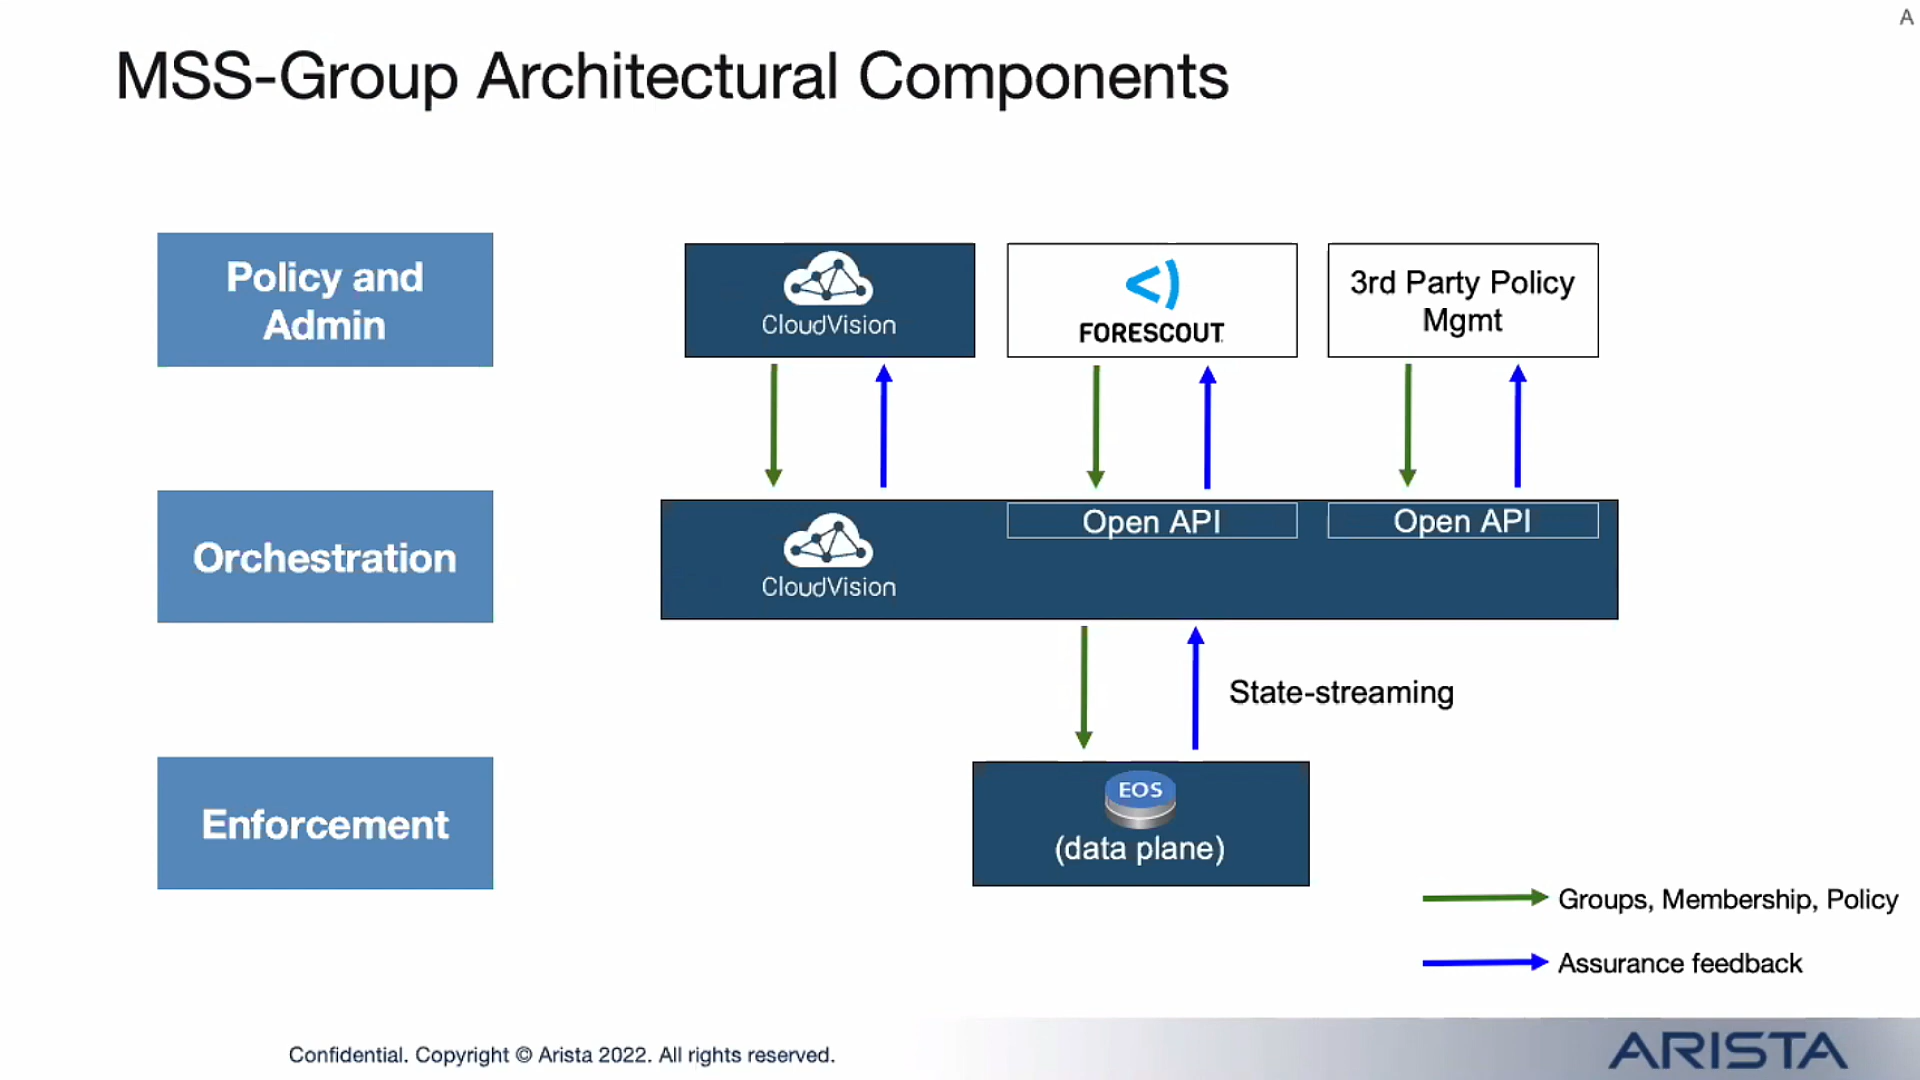 A
MSS-Group Architectural Components
Policy and
Admin
CloudVision
FORESCOUT
3rd Party Policy
Mgmt
Orchestration
CloudVision
Open API
Open API
State-streaming
Enforcement
EOS
(data plane)
Groups, Membership, Policy
Assurance feedback
Confidential. Copyright © Arista 2022. All rights reserved.
ARISTA